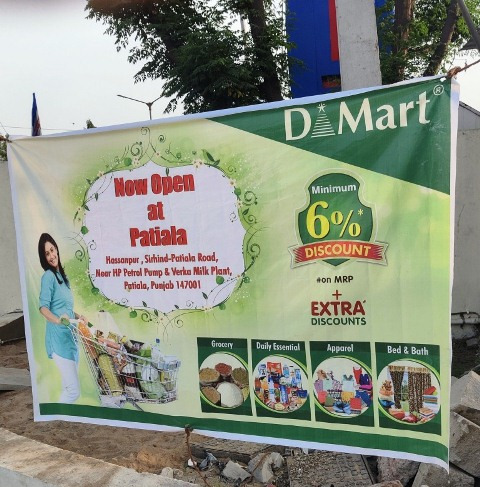 D Mart®
Now Open
at
Patiala
Hassanpur , Sirhind-Patiala Road,
Near HP Petrol Pump & Verka Milk Plant,
Patiala, Punjab 147001
Minimum
6%*
DISCOUNT
#on MRP
+
EXTRA*
DISCOUNTS
Grocery
Daily Essential
Apparel
Bed & Bath